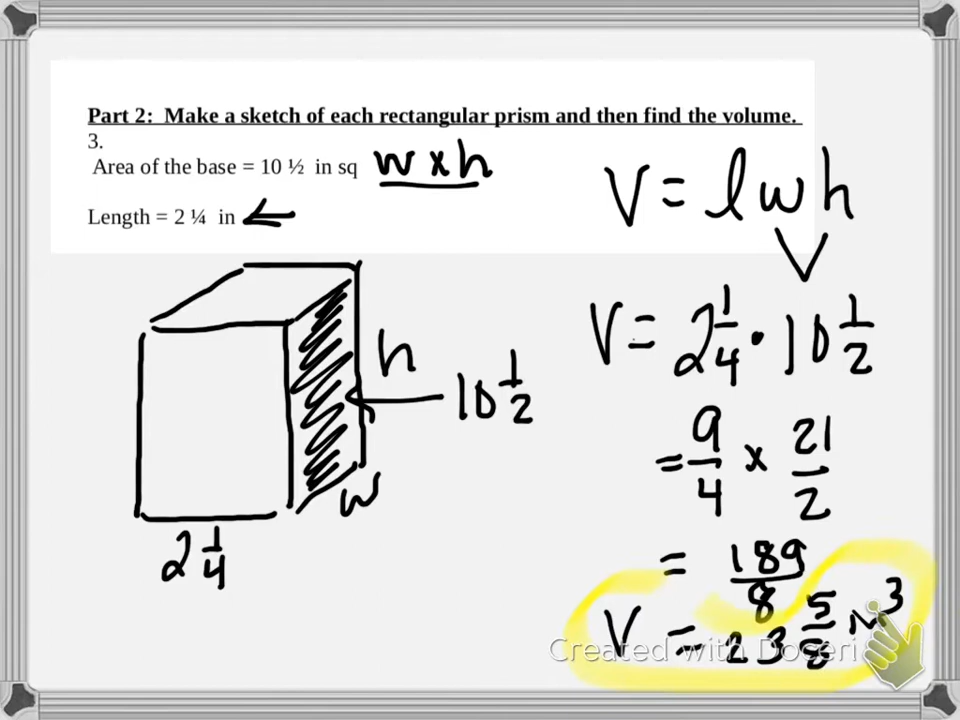 Part 2: Make a sketch of each rectangular prism and then find the volume.
3.
Area of the base = 10 ½ in sq w x h
Length = 2 ¼ in
V = l w h
V = 2 1/4 · 10 1/2
= 9/4 x 21/2
= 189/8
V = 23 5/8 in³
h
10 1/2
w
2 1/4
Created with Doceri